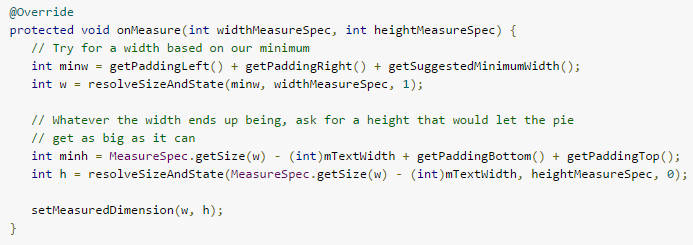 @Override
protected void onMeasure(int widthMeasureSpec, int heightMeasureSpec) {
   // Try for a width based on our minimum
   int minw = getPaddingLeft() + getPaddingRight() + getSuggestedMinimumWidth();
   int w = resolveSizeAndState(minw, widthMeasureSpec, 1);

   // Whatever the width ends up being, ask for a height that would let the pie
   // get as big as it can
   int minh = MeasureSpec.getSize(w) - (int)mTextWidth + getPaddingBottom() + getPaddingTop();
   int h = resolveSizeAndState(MeasureSpec.getSize(w) - (int)mTextWidth, heightMeasureSpec, 0);

   setMeasuredDimension(w, h);
}